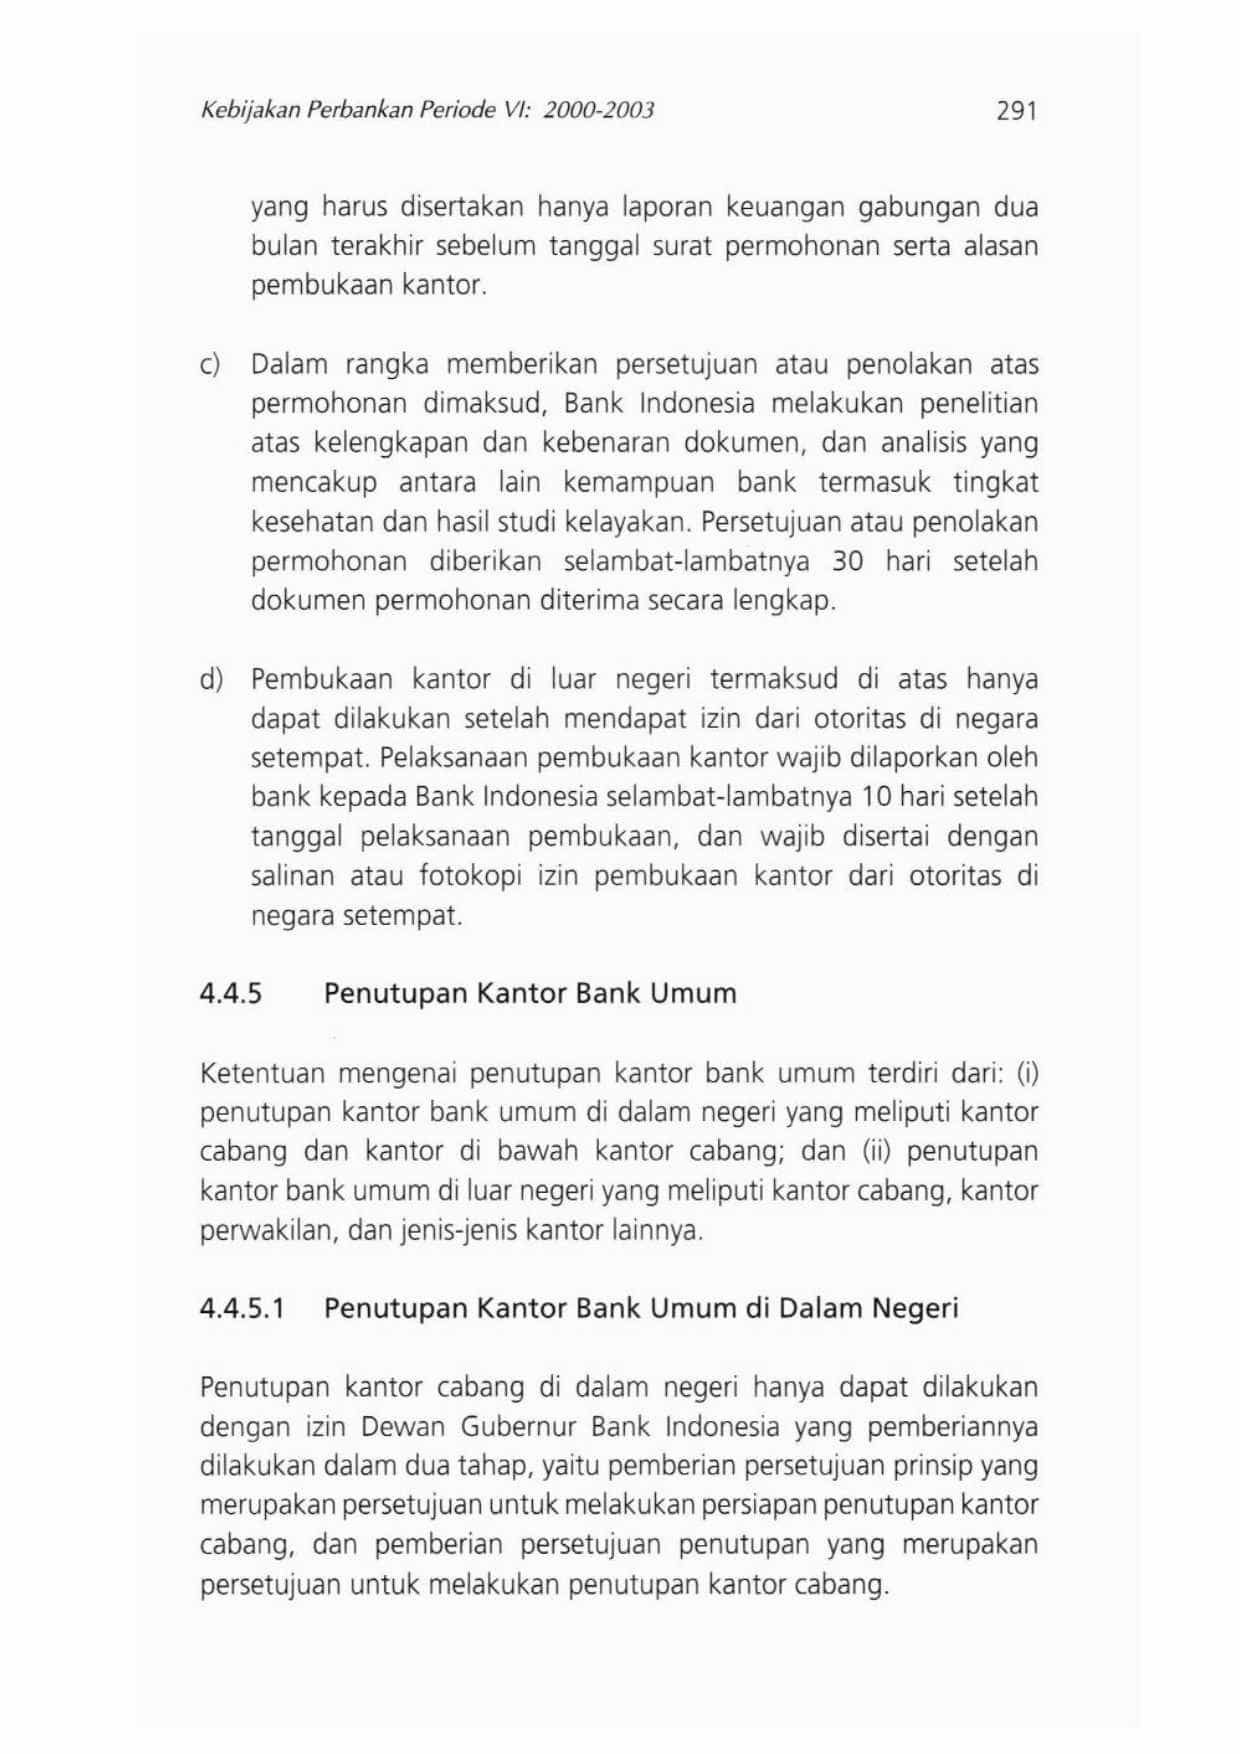 Kebijakan Perbankan Periode VI: 2000-2003 291
yang harus disertakan hanya laporan keuangan gabungan dua
bulan terakhir sebelum tanggal surat permohonan serta alasan
pembukaan kantor.
c) Dalam rangka memberikan persetujuan atau penolakan atas
permohonan dimaksud, Bank Indonesia melakukan penelitian
atas kelengkapan dan kebenaran dokumen, dan analisis yang
mencakup antara lain kemampuan bank termasuk tingkat
kesehatan dan hasil studi kelayakan. Persetujuan atau penolakan
permohonan diberikan selambat-lambatnya 30 hari setelah
dokumen permohonan diterima secara lengkap.
d) Pembukaan kantor di luar negeri termaksud di atas hanya
dapat dilakukan setelah mendapat izin dari otoritas di negara
setempat. Pelaksanaan pembukaan kantor wajib dilaporkan oleh
bank kepada Bank Indonesia selambat-lambatnya 10 hari setelah
tanggal pelaksanaan pembukaan, dan wajib disertai dengan
salinan atau fotokopi izin pembukaan kantor dari otoritas di
negara setempat.
4.4.5 Penutupan Kantor Bank Umum
Ketentuan mengenai penutupan kantor bank umum terdiri dari: (i)
penutupan kantor bank umum di dalam negeri yang meliputi kantor
cabang dan kantor di bawah kantor cabang; dan (ii) penutupan
kantor bank umum di luar negeri yang meliputi kantor cabang, kantor
perwakilan, dan jenis-jenis kantor lainnya.
4.4.5.1 Penutupan Kantor Bank Umum di Dalam Negeri
Penutupan kantor cabang di dalam negeri hanya dapat dilakukan
dengan izin Dewan Gubernur Bank Indonesia yang pemberiannya
dilakukan dalam dua tahap, yaitu pemberian persetujuan prinsip yang
merupakan persetujuan untuk melakukan persiapan penutupan kantor
cabang, dan pemberian persetujuan penutupan yang merupakan
persetujuan untuk melakukan penutupan kantor cabang.